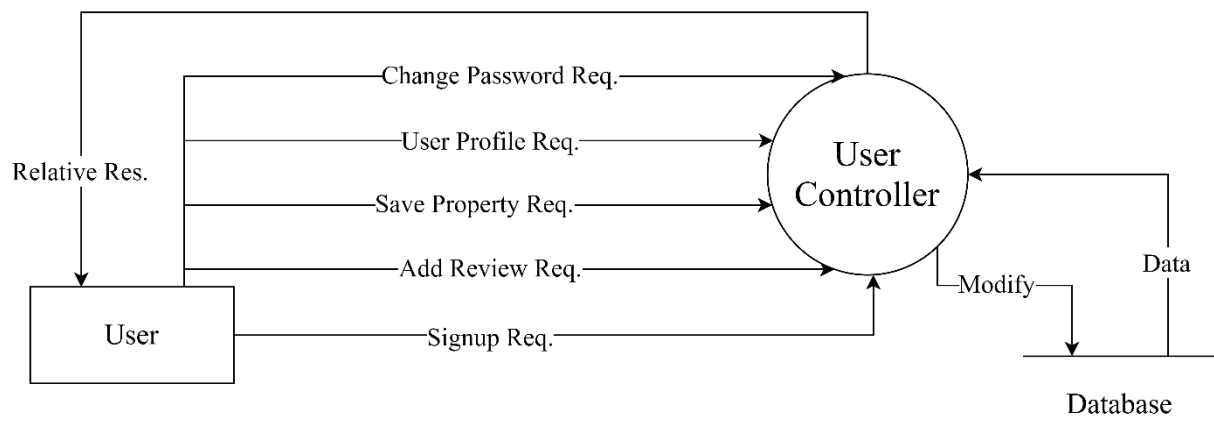 Change Password Req.
User Profile Req.
Relative Res.
User
Controller
Save Property Req.
Add Review Req.
Data
Modify
User
Signup Req.
Database